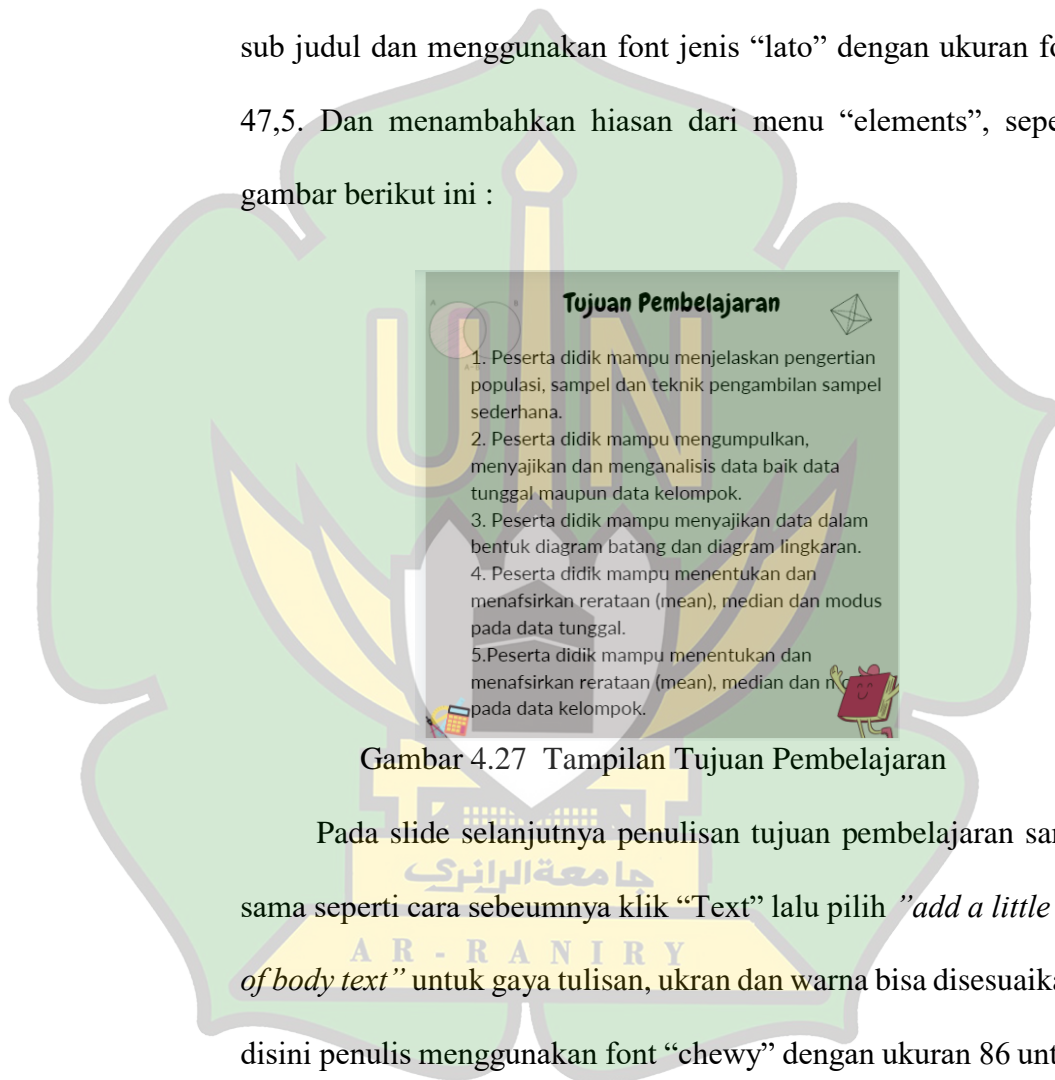 sub judul dan menggunakan font jenis “lato” dengan ukuran
47,5. Dan menambahkan hiasan dari menu “elements”,
gambar berikut ini :
Tujuan Pembelajaran
A B
A-B
1. Peserta didik mampu menjelaskan pengertian
populasi, sampel dan teknik pengambilan sampel
sederhana.
2. Peserta didik mampu mengumpulkan,
menyajikan dan menganalisis data baik data
tunggal maupun data kelompok.
3. Peserta didik mampu menyajikan data dalam
bentuk diagram batang dan diagram lingkaran.
4. Peserta didik mampu menentukan dan
menafsirkan rerataan (mean), median dan modus
pada data tunggal.
5.Peserta didik mampu menentukan dan
menafsirkan rerataan (mean), median dan
pada data kelompok.
Gambar 4.27 Tampilan Tujuan Pembelajaran
Pada slide selanjutnya penulisan tujuan pembelajaran
sama seperti cara sebeumnya klik “Text” lalu pilih ”add a little
of body text” untuk gaya tulisan, ukran dan warna bisa
disini penulis menggunakan font “chewy” dengan ukuran 86
UIN
جامعة الرانري
AR-RANIRY